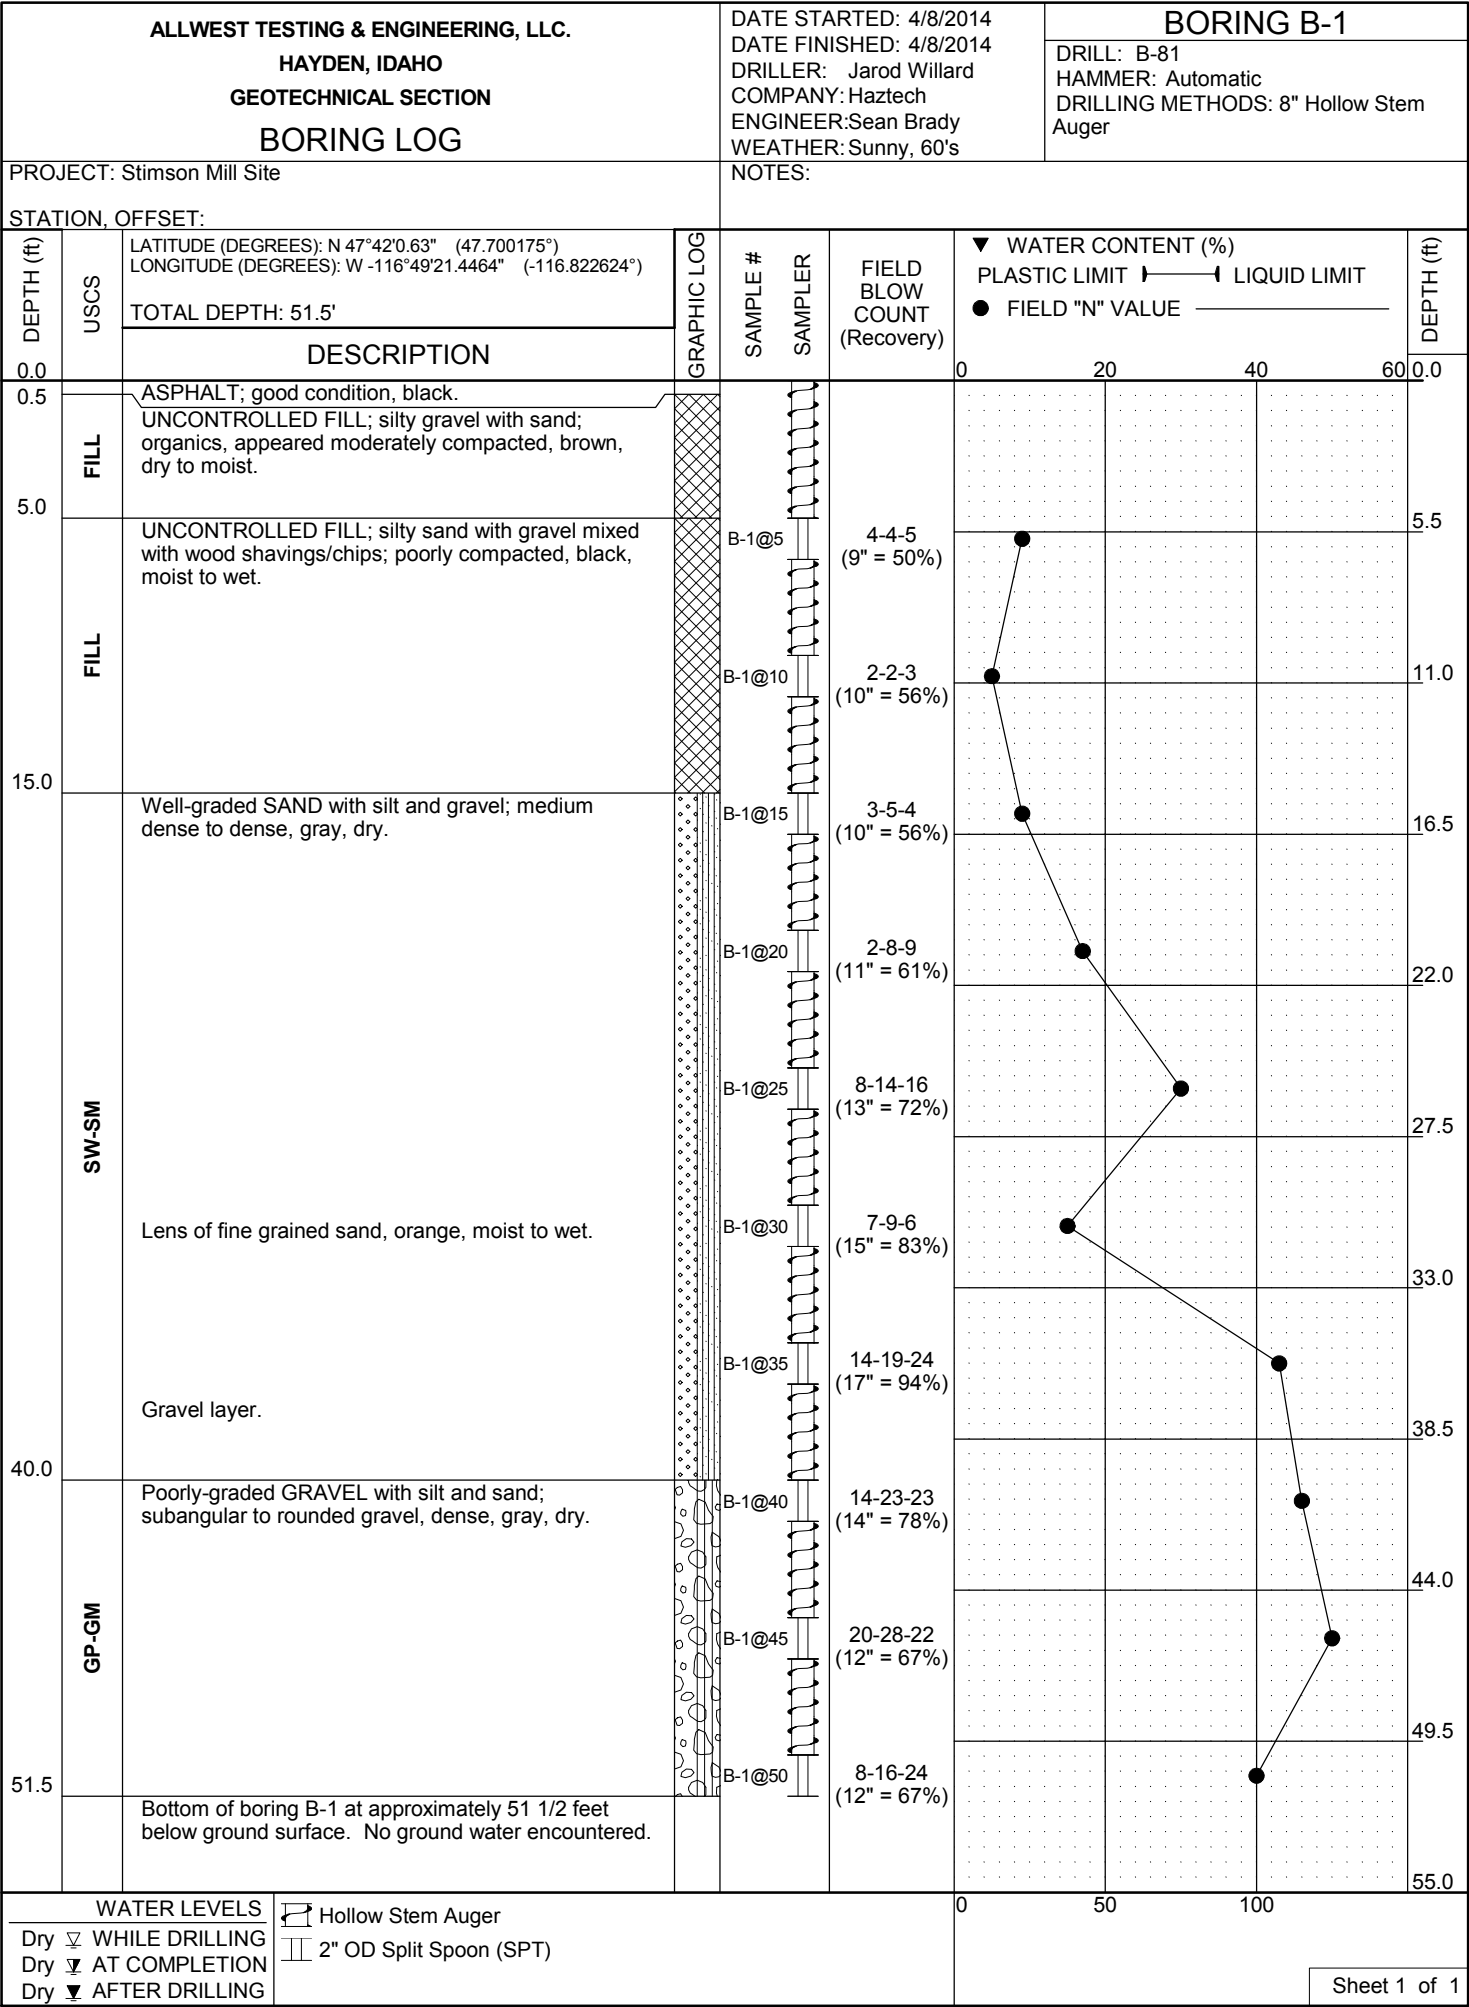 ALLWEST TESTING & ENGINEERING, LLC.
HAYDEN, IDAHO
GEOTECHNICAL SECTION
BORING LOG
DATE STARTED: 4/8/2014
DATE FINISHED: 4/8/2014
DRILLER: Jarod Willard
COMPANY: Haztech
ENGINEER:Sean Brady
WEATHER: Sunny, 60's
BORING B-1
DRILL: B-81
HAMMER: Automatic
DRILLING METHODS: 8" Hollow Stem
Auger
PROJECT: Stimson Mill Site
STATION, OFFSET:
NOTES:
DEPTH (ft)
USCS
LATITUDE (DEGREES): N 47°42'0.63" (47.700175°)
LONGITUDE (DEGREES): W -116°49'21.4464" (-116.822624°)
TOTAL DEPTH: 51.5'
DESCRIPTION
GRAPHIC LOG
SAMPLE #
SAMPLER
FIELD
BLOW
COUNT
(Recovery)
▼ WATER CONTENT (%)
PLASTIC LIMIT LIQUID LIMIT
● FIELD "N" VALUE
DEPTH (ft)
0.0
0 20 40 60
0.0
0.5
ASPHALT; good condition, black.
FILL
UNCONTROLLED FILL; silty gravel with sand;
organics, appeared moderately compacted, brown,
dry to moist.
5.0
FILL
UNCONTROLLED FILL; silty sand with gravel mixed
with wood shavings/chips; poorly compacted, black,
moist to wet.
B-1@5
4-4-5
(9" = 50%)
5.5
B-1@10
2-2-3
(10" = 56%)
11.0
15.0
SW-SM
Well-graded SAND with silt and gravel; medium
dense to dense, gray, dry.
B-1@15
3-5-4
(10" = 56%)
16.5
B-1@20
2-8-9
(11" = 61%)
22.0
B-1@25
8-14-16
(13" = 72%)
27.5
Lens of fine grained sand, orange, moist to wet.
B-1@30
7-9-6
(15" = 83%)
33.0
B-1@35
14-19-24
(17" = 94%)
Gravel layer.
38.5
40.0
GP-GM
Poorly-graded GRAVEL with silt and sand;
subangular to rounded gravel, dense, gray, dry.
B-1@40
14-23-23
(14" = 78%)
44.0
B-1@45
20-28-22
(12" = 67%)
49.5
B-1@50
8-16-24
(12" = 67%)
51.5
Bottom of boring B-1 at approximately 51 1/2 feet
below ground surface. No ground water encountered.
55.0
0 50 100
WATER LEVELS
Dry WHILE DRILLING
Dry AT COMPLETION
Dry AFTER DRILLING
Hollow Stem Auger
2" OD Split Spoon (SPT)
Sheet 1 of 1